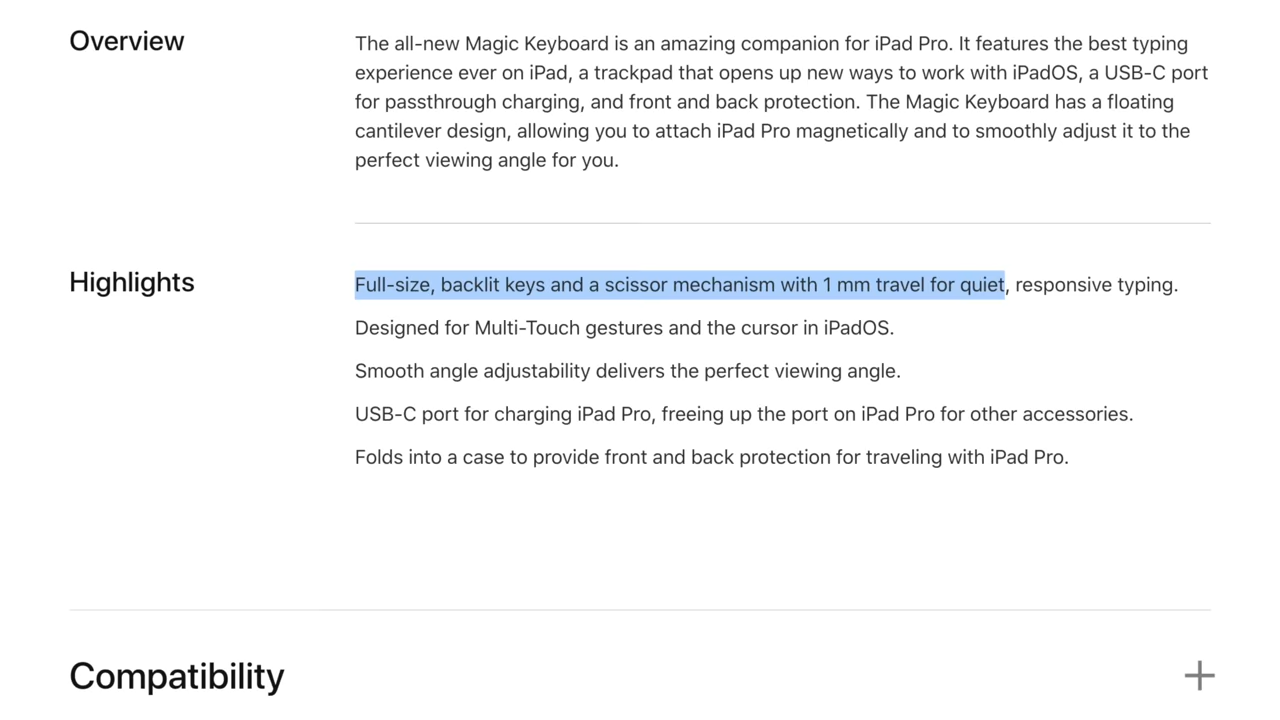 Overview
The all-new Magic Keyboard is an amazing companion for iPad Pro. It features the best typing
experience ever on iPad, a trackpad that opens up new ways to work with iPadOS, a USB-C port
for passthrough charging, and front and back protection. The Magic Keyboard has a floating
cantilever design, allowing you to attach iPad Pro magnetically and to smoothly adjust it to the
perfect viewing angle for you.
Highlights
Full-size, backlit keys and a scissor mechanism with 1 mm travel for quiet, responsive typing.
Designed for Multi-Touch gestures and the cursor in iPadOS.
Smooth angle adjustability delivers the perfect viewing angle.
USB-C port for charging iPad Pro, freeing up the port on iPad Pro for other accessories.
Folds into a case to provide front and back protection for traveling with iPad Pro.
Compatibility